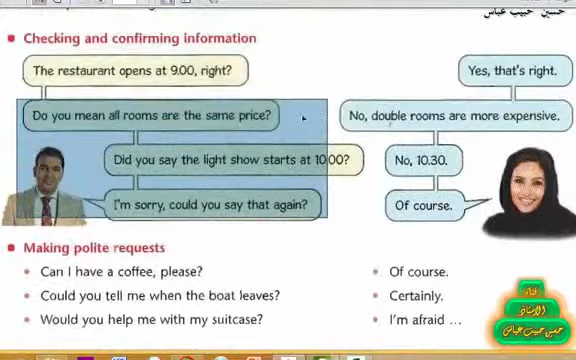 حسين حبيب عباس
Checking and confirming information
The restaurant opens at 9.00, right?
Yes, that's right.
Do you mean all rooms are the same price?
No, double rooms are more expensive.
Did you say the light show starts at 10.00?
No, 10.30.
I'm sorry, could you say that again?
Of course.
Making polite requests
Can I have a coffee, please?
Of course.
Could you tell me when the boat leaves?
Certainly.
Would you help me with my suitcase?
I'm afraid ...
قناة
الاستاذ
حسين حبيب عباس